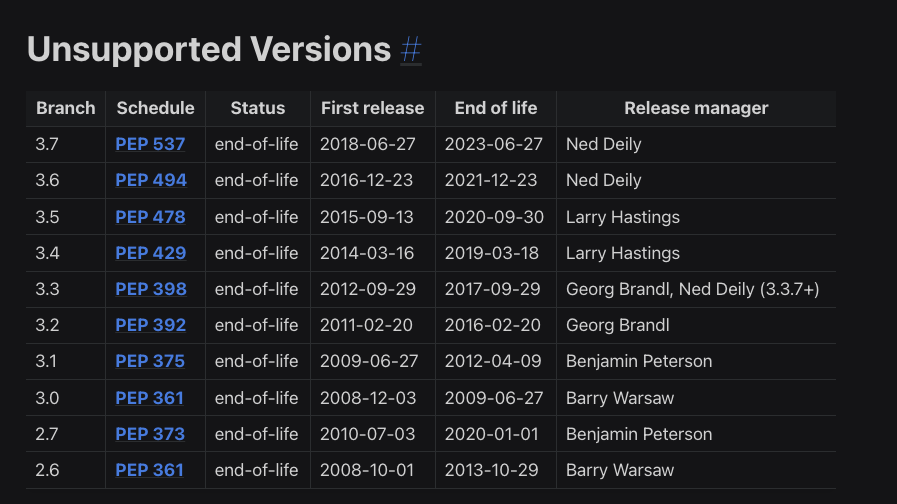 Unsupported Versions #
Branch Schedule Status First release End of life Release manager
3.7 PEP 537 end-of-life 2018-06-27 2023-06-27 Ned Deily
3.6 PEP 494 end-of-life 2016-12-23 2021-12-23 Ned Deily
3.5 PEP 478 end-of-life 2015-09-13 2020-09-30 Larry Hastings
3.4 PEP 429 end-of-life 2014-03-16 2019-03-18 Larry Hastings
3.3 PEP 398 end-of-life 2012-09-29 2017-09-29 Georg Brandl, Ned Deily (3.3.7+)
3.2 PEP 392 end-of-life 2011-02-20 2016-02-20 Georg Brandl
3.1 PEP 375 end-of-life 2009-06-27 2012-04-09 Benjamin Peterson
3.0 PEP 361 end-of-life 2008-12-03 2009-06-27 Barry Warsaw
2.7 PEP 373 end-of-life 2010-07-03 2020-01-01 Benjamin Peterson
2.6 PEP 361 end-of-life 2008-10-01 2013-10-29 Barry Warsaw